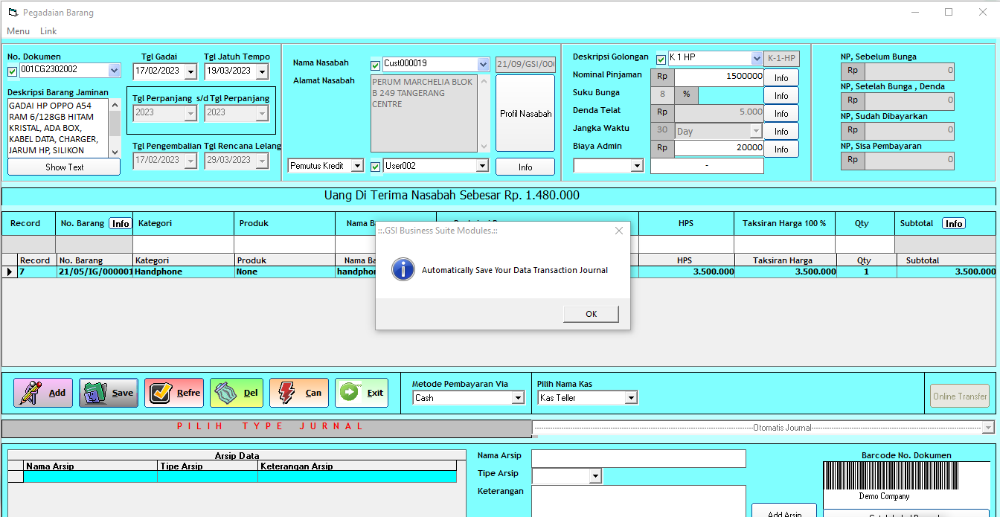 Pegadaian Barang
Menu Link
No. Dokumen
001CG2302002
Tgl Gadai
17/02/2023
Tgl Jatuh Tempo
19/03/2023
Deskripsi Barang Jaminan
GADAI HP OPPO A54
RAM 6/128GB HITAM
KRISTAL, ADA BOX,
KABEL DATA, CHARGER,
JARUM HP, SILIKON
Show Text
Tgl Perpanjang s/d Tgl Perpanjang
2023 2023
Tgl Pengembalian Tgl Rencana Lelang
17/02/2023 29/03/2023
Nama Nasabah
Cust000019
21/09/GSI/000
Alamat Nasabah
PERUM MARCHELIA BLOK
B 249 TANGERANG
CENTRE
Profil Nasabah
Pemutus Kredit
User002
Info
Deskripsi Golongan
K 1 HP
K-1-HP
Nominal Pinjaman
Rp 1500000 Info
Suku Bunga
8 % Info
Denda Telat
Rp 5.000 Info
Jangka Waktu
30 Day Info
Biaya Admin
Rp 20000 Info
-
NP, Sebelum Bunga
Rp 0
NP, Setelah Bunga , Denda
Rp 0
NP, Sudah Dibayarkan
Rp 0
NP, Sisa Pembayaran
Rp 0
Uang Di Terima Nasabah Sebesar Rp. 1.480.000
Record No. Barang Info Kategori Produk Nama Ba HPS Taksiran Harga 100 % Qty Subtotal Info
Record No. Barang Kategori Produk Nama Ba HPS Taksiran Harga Qty Subtotal
7 21/05/IG/000001 Handphone None handphon 3.500.000 3.500.000 1 3.500.000
::.GSI Business Suite Modules.::
Automatically Save Your Data Transaction Journal
OK
Add Save Refre Del Can Exit
Metode Pembayaran Via
Cash
Pilih Nama Kas
Kas Teller
Online Transfer
PILIH TYPE JURNAL
Otomatis Journal
Arsip Data
Nama Arsip Tipe Arsip Keterangan Arsip
Nama Arsip
Tipe Arsip
Keterangan
Add Arsip
Barcode No. Dokumen
Demo Company